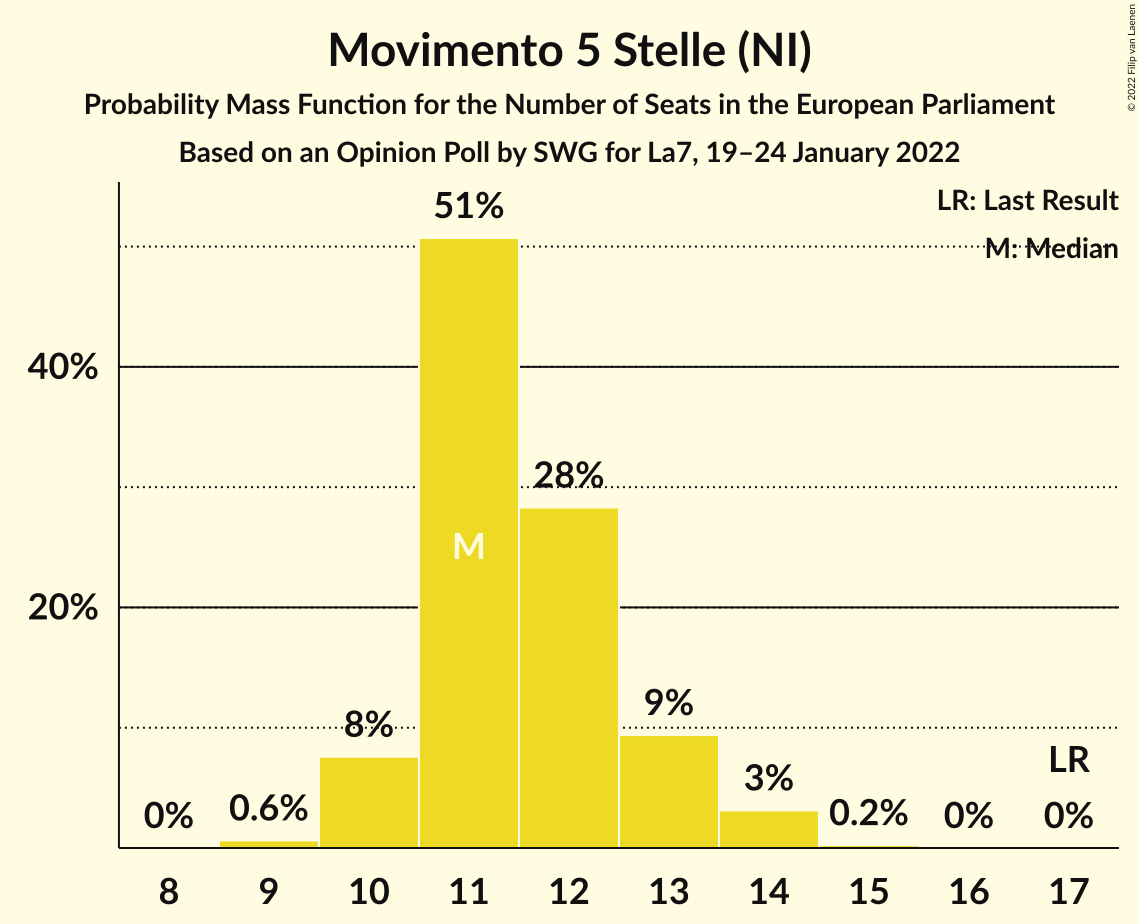 Movimento 5 Stelle (NI)
Probability Mass Function for the Number of Seats in the European Parliament
Based on an Opinion Poll by SWG for La7, 19–24 January 2022
© 2022 Filip van Laenen
LR: Last Result
M: Median
51%
40%
28%
M
20%
9%
8%
LR
3%
0% 0.6% 0.2% 0% 0%
8 9 10 11 12 13 14 15 16 17